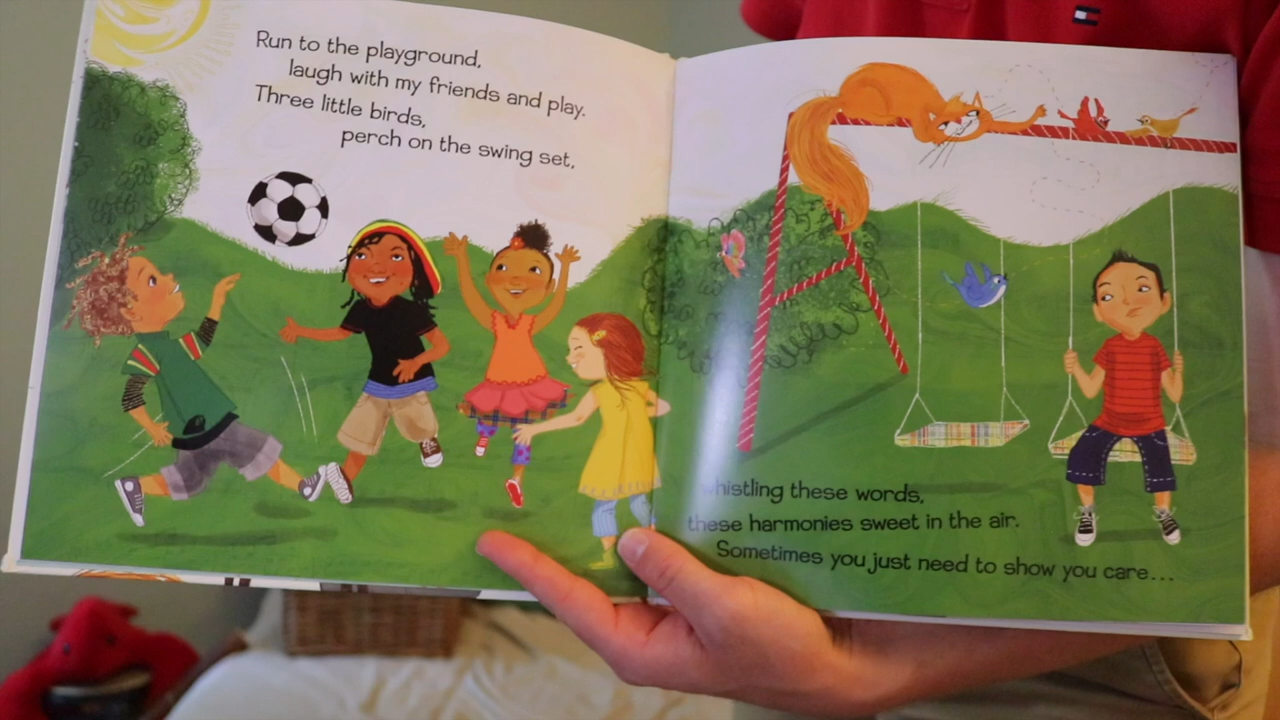 Run to the playground,
laugh with my friends and play.
Three little birds,
perch on the swing set,
whistling these words,
these harmonies sweet in the air.
Sometimes you just need to show you care...